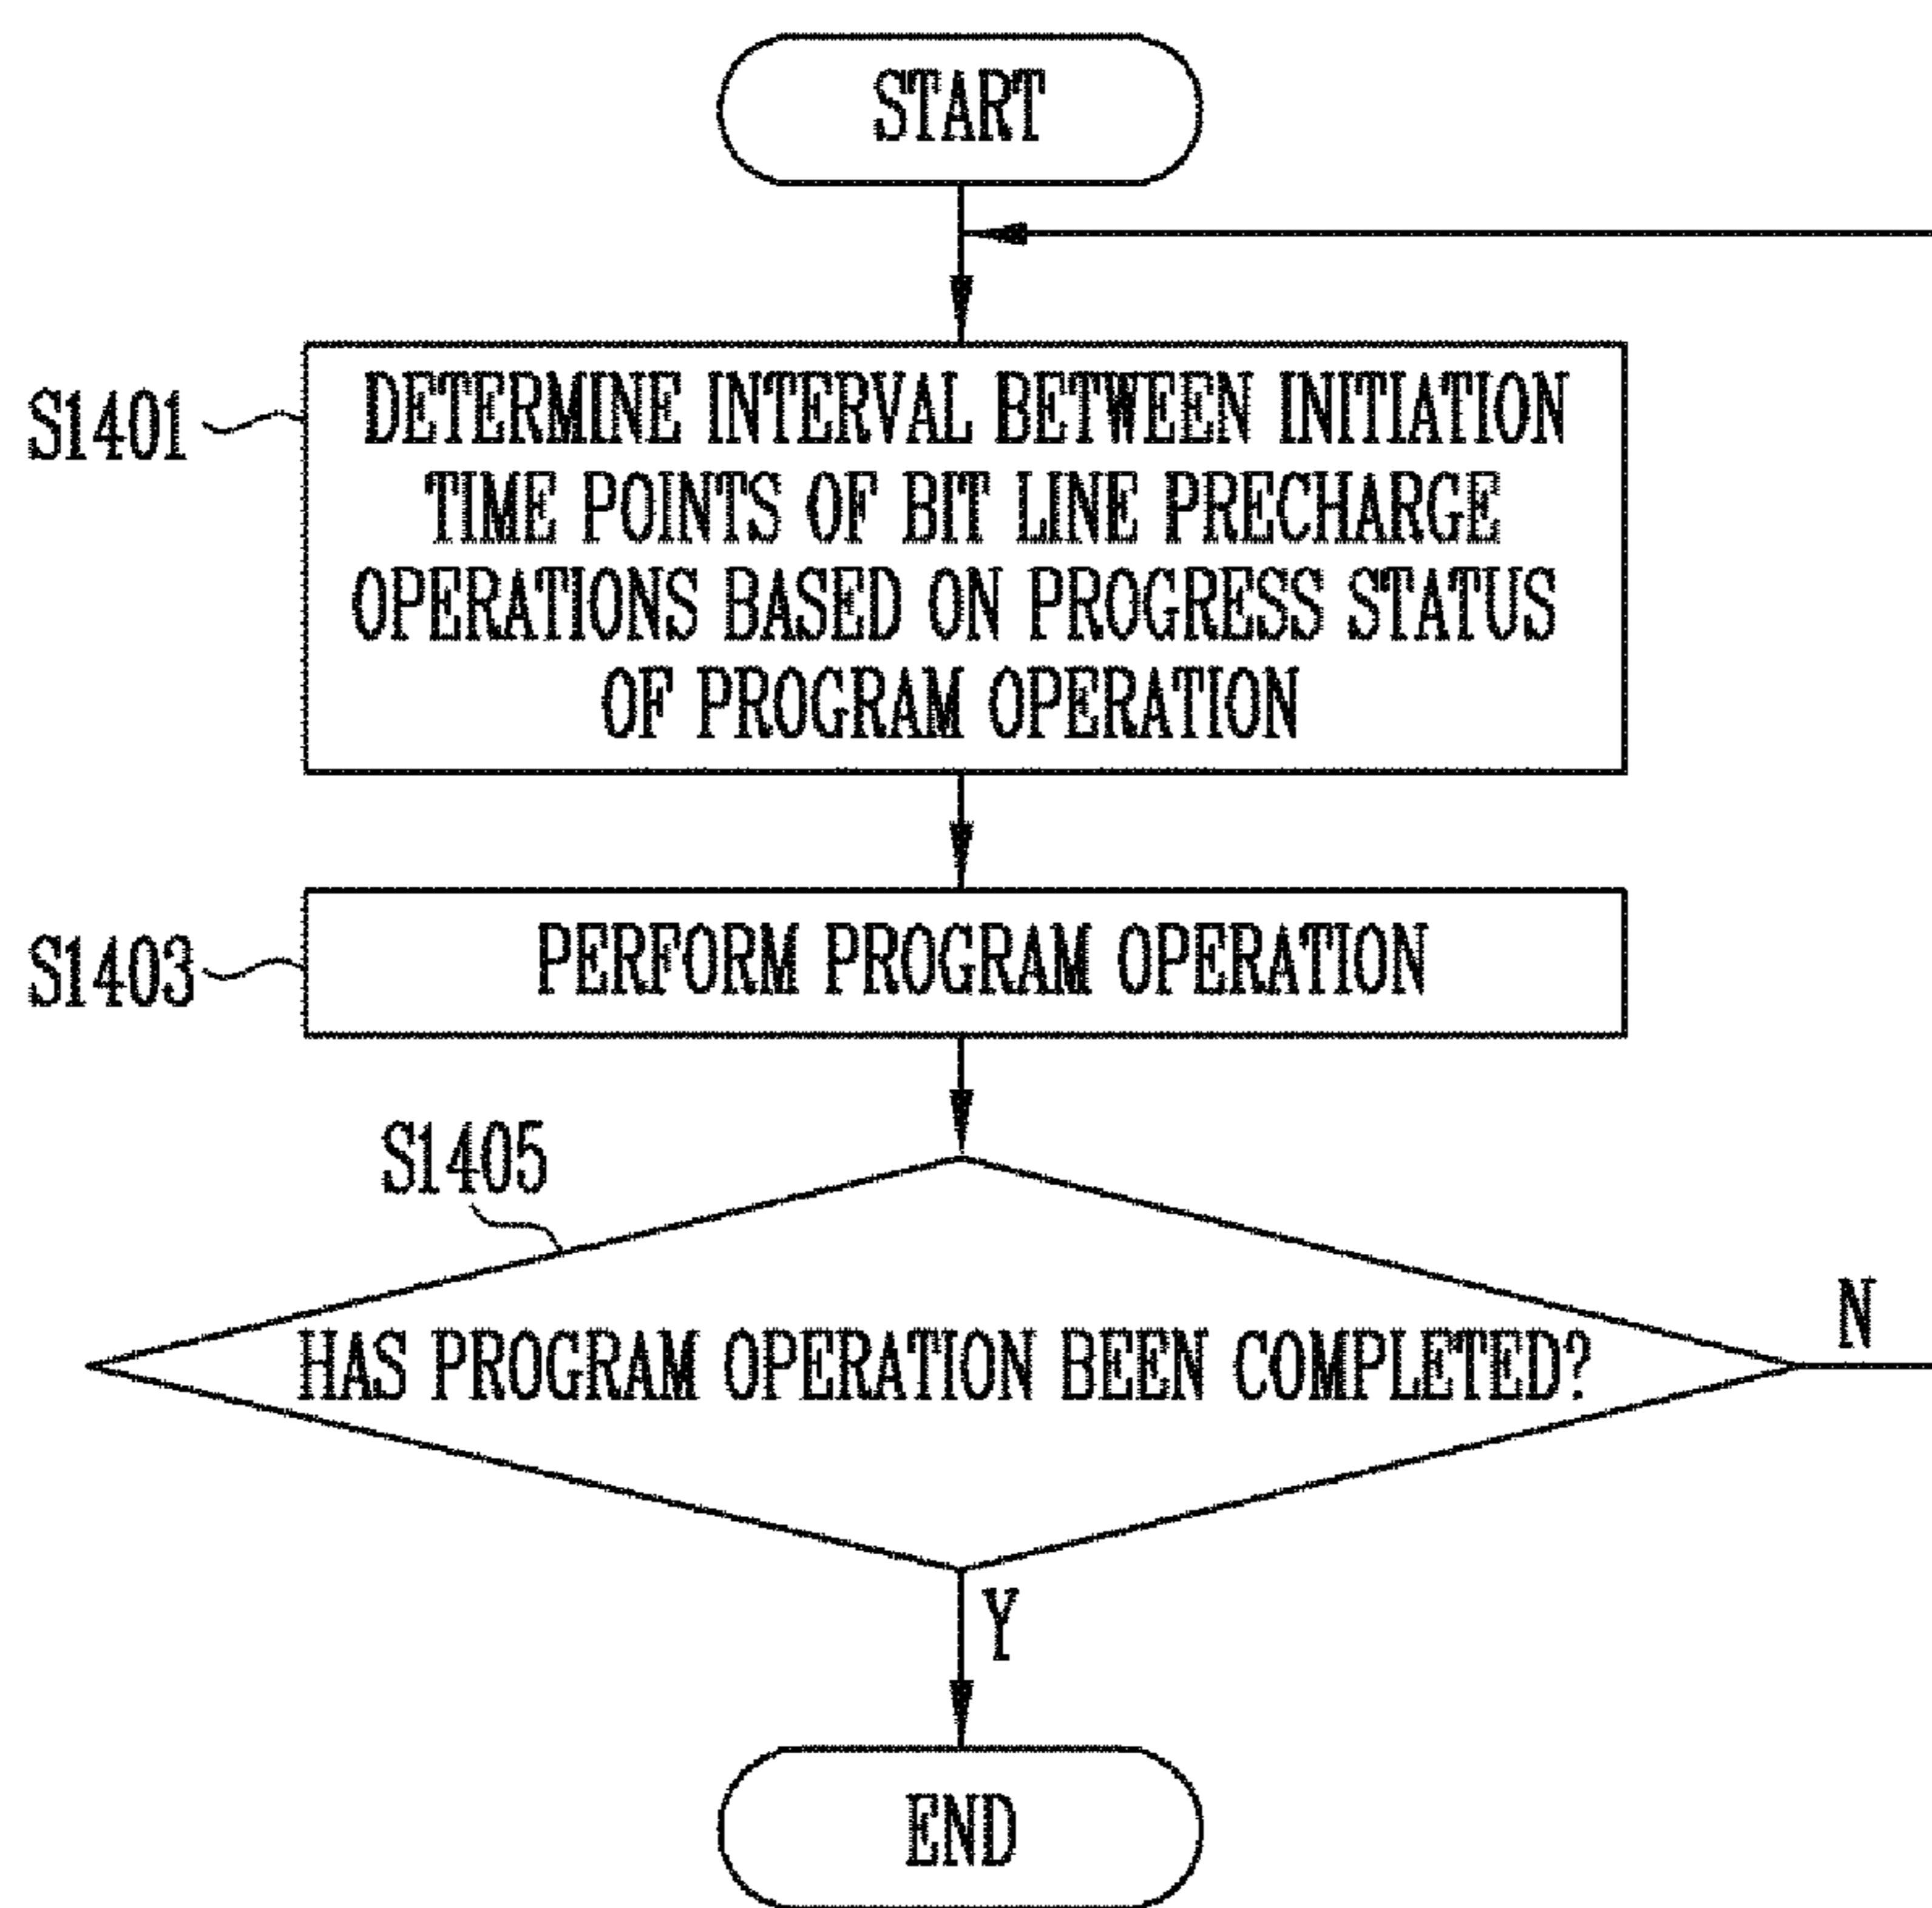 START
S1401
DETERMINE INTERVAL BETWEEN INITIATION
TIME POINTS OF BIT LINE PRECHARGE
OPERATIONS BASED ON PROGRESS STATUS
OF PROGRAM OPERATION
S1403
PERFORM PROGRAM OPERATION
S1405
HAS PROGRAM OPERATION BEEN COMPLETED?
N
Y
END